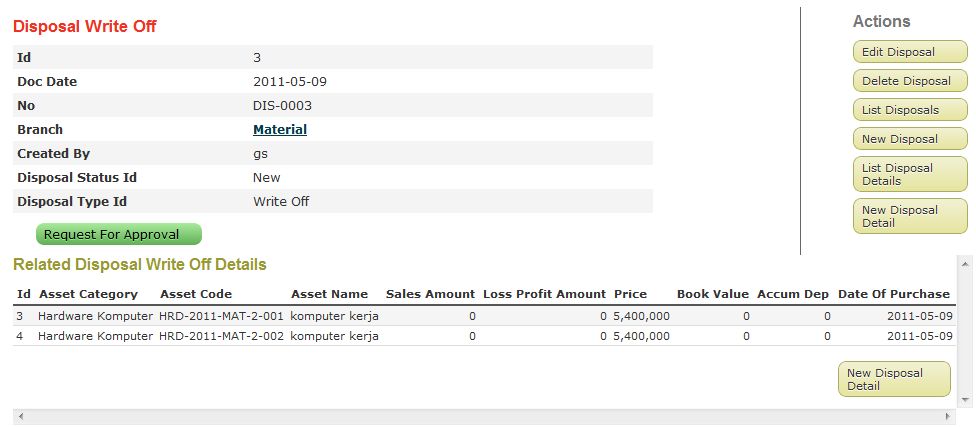 Disposal Write Off
Id 3
Doc Date 2011-05-09
No DIS-0003
Branch Material
Created By gs
Disposal Status Id New
Disposal Type Id Write Off
Request For Approval
Actions
Edit Disposal
Delete Disposal
List Disposals
New Disposal
List Disposal
Details
New Disposal
Detail
Related Disposal Write Off Details
Id Asset Category Asset Code Asset Name Sales Amount Loss Profit Amount Price Book Value Accum Dep Date Of Purchase
3 Hardware Komputer HRD-2011-MAT-2-001 komputer kerja 0 0 5,400,000 0 0 2011-05-09
4 Hardware Komputer HRD-2011-MAT-2-002 komputer kerja 0 0 5,400,000 0 0 2011-05-09
New Disposal
Detail